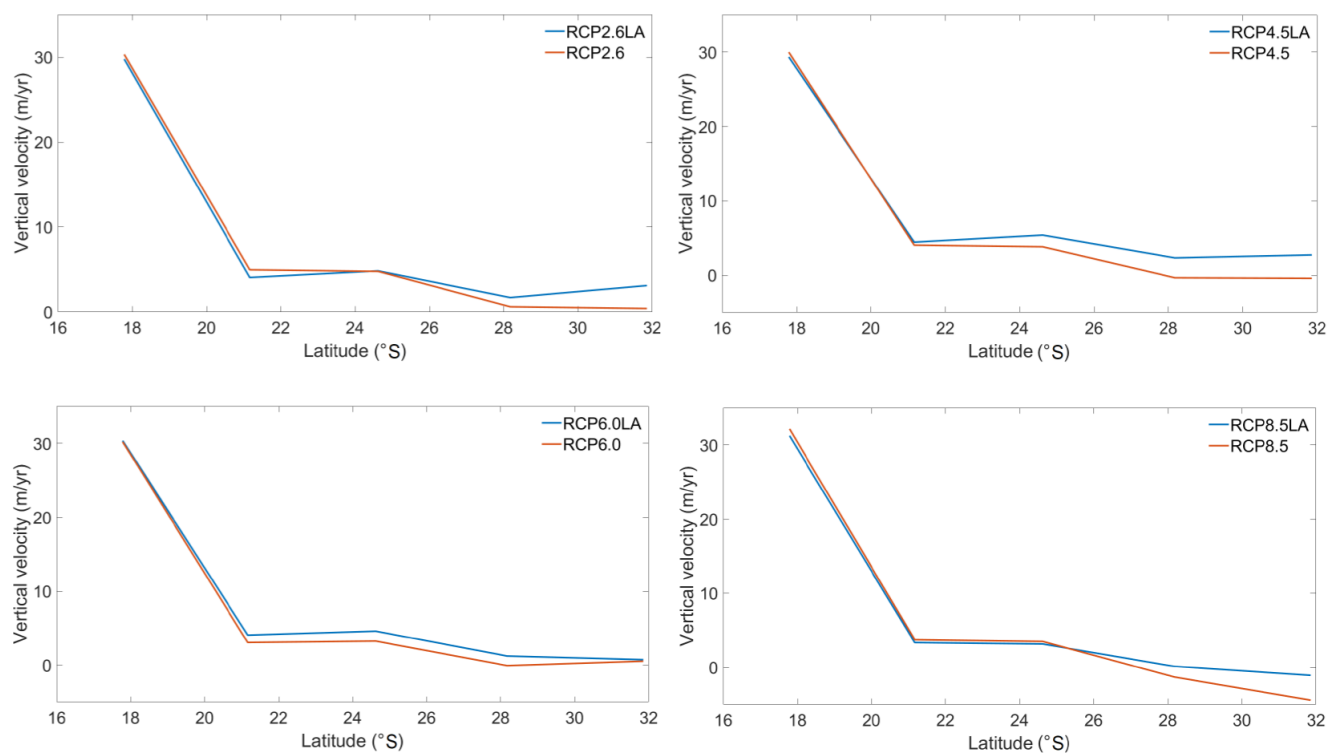 RCP2.6LA
RCP2.6
30
20
10
0
Vertical velocity (m/yr)
16 18 20 22 24 26 28 30 32
Latitude (°S)
RCP4.5LA
RCP4.5
30
20
10
0
Vertical velocity (m/yr)
16 18 20 22 24 26 28 30 32
Latitude (°S)
RCP6.0LA
RCP6.0
30
20
10
0
Vertical velocity (m/yr)
16 18 20 22 24 26 28 30 32
Latitude (°S)
RCP8.5LA
RCP8.5
30
20
10
0
Vertical velocity (m/yr)
16 18 20 22 24 26 28 30 32
Latitude (°S)